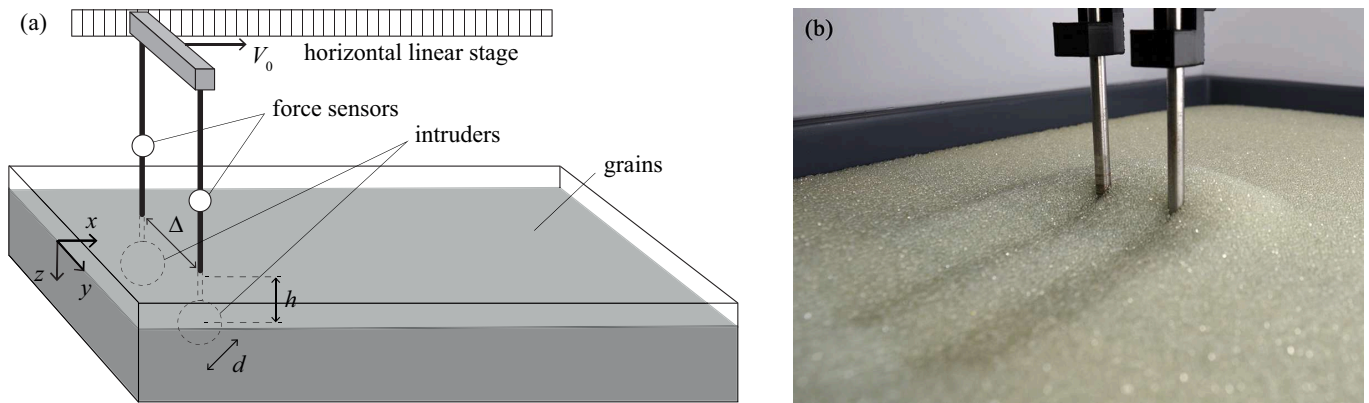 (a)
V0
horizontal linear stage
force sensors
intruders
grains
Δ
x
z
y
h
d
(b)